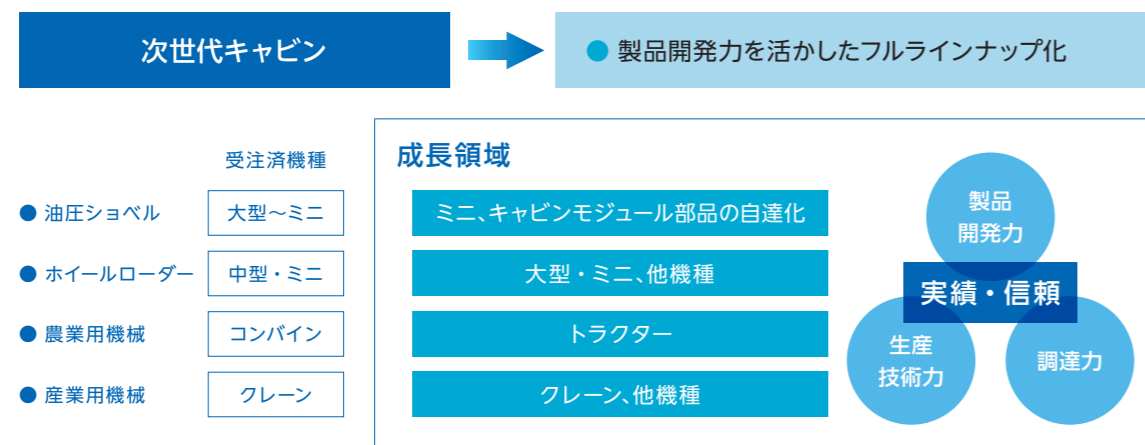 次世代キャビン
● 製品開発力を活かしたフルラインナップ化
受注済機種
成長領域
● 油圧ショベル
大型～ミニ
ミニ、キャビンモジュール部品の自達化
● ホイールローダー
中型・ミニ
大型・ミニ、他機種
● 農業用機械
コンバイン
トラクター
● 産業用機械
クレーン
クレーン、他機種
製品
開発力
実績・信頼
生産
技術力
調達力